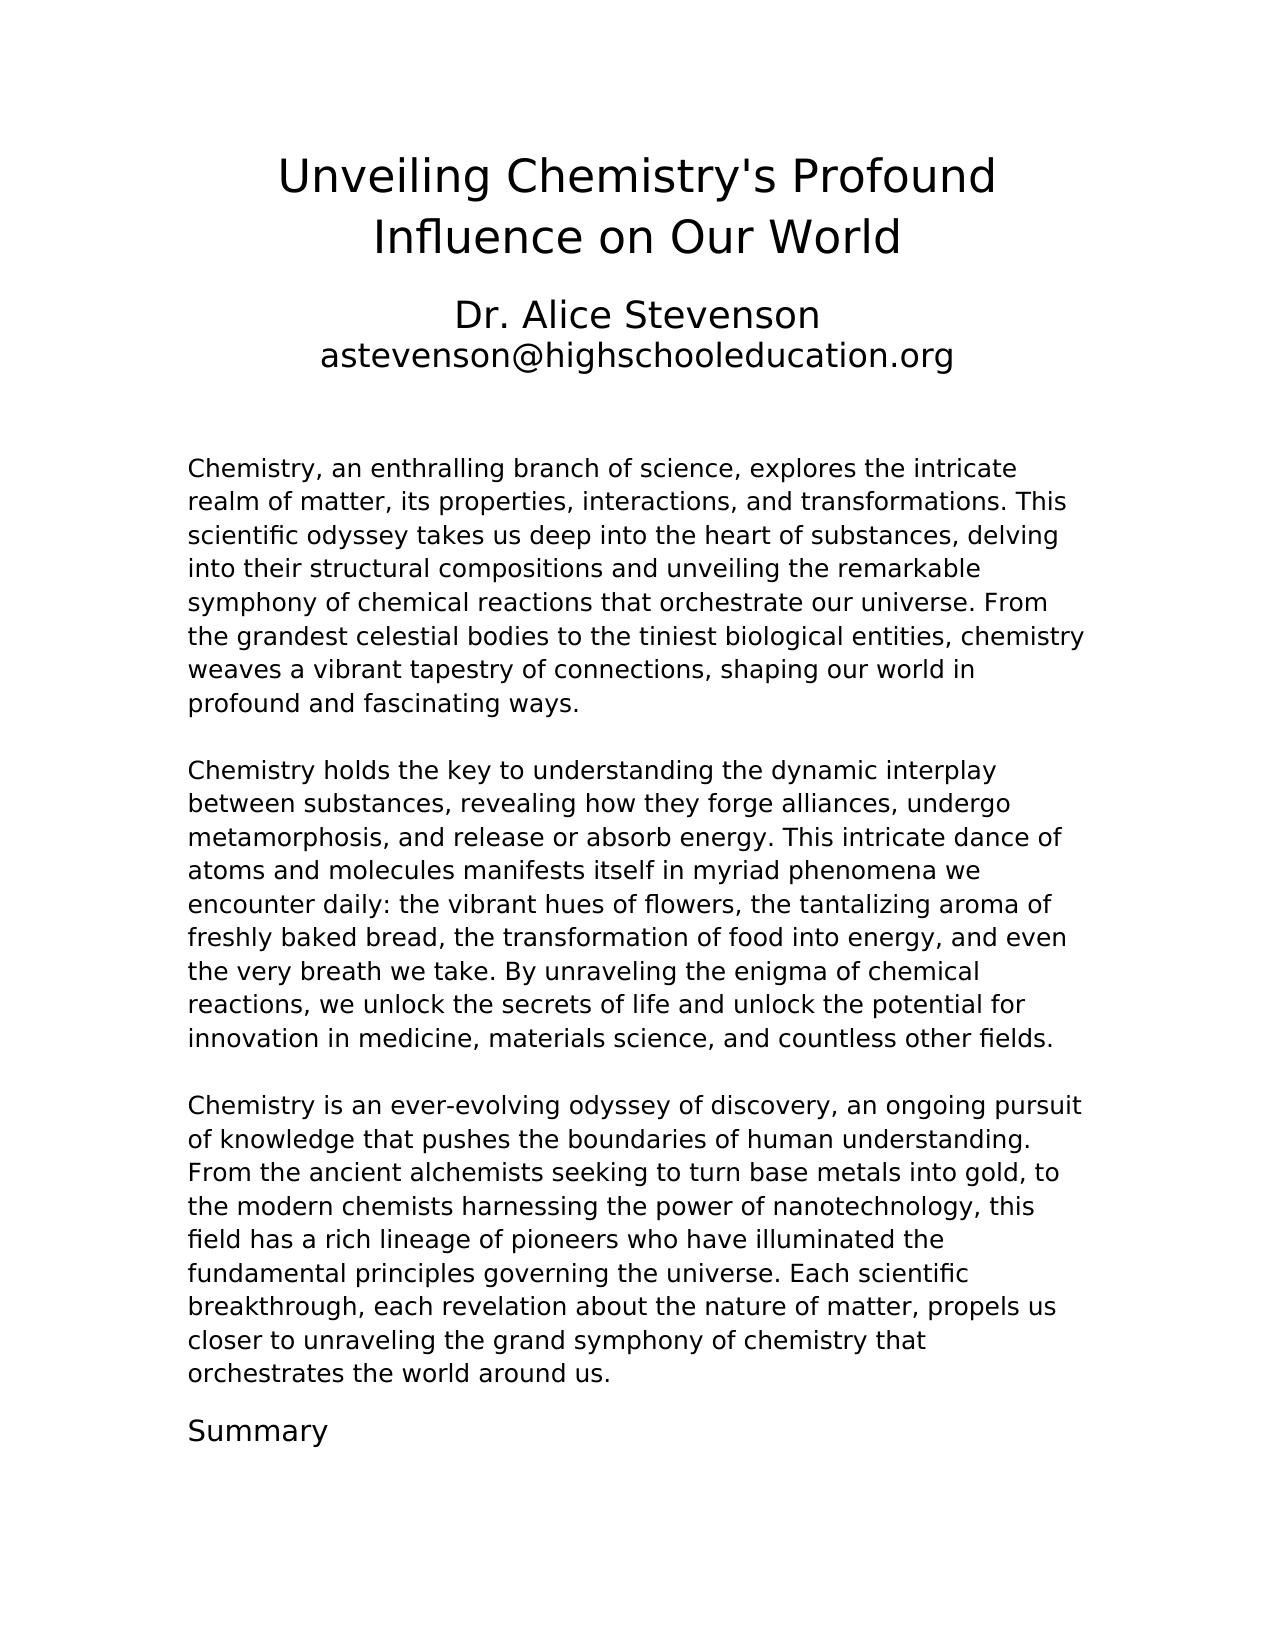 Unveiling Chemistry's Profound
Influence on Our World
Dr. Alice Stevenson
astevenson@highschooleducation.org
Chemistry, an enthralling branch of science, explores the intricate
realm of matter, its properties, interactions, and transformations. This
scientific odyssey takes us deep into the heart of substances, delving
into their structural compositions and unveiling the remarkable
symphony of chemical reactions that orchestrate our universe. From
the grandest celestial bodies to the tiniest biological entities, chemistry
weaves a vibrant tapestry of connections, shaping our world in
profound and fascinating ways.
Chemistry holds the key to understanding the dynamic interplay
between substances, revealing how they forge alliances, undergo
metamorphosis, and release or absorb energy. This intricate dance of
atoms and molecules manifests itself in myriad phenomena we
encounter daily: the vibrant hues of flowers, the tantalizing aroma of
freshly baked bread, the transformation of food into energy, and even
the very breath we take. By unraveling the enigma of chemical
reactions, we unlock the secrets of life and unlock the potential for
innovation in medicine, materials science, and countless other fields.
Chemistry is an ever-evolving odyssey of discovery, an ongoing pursuit
of knowledge that pushes the boundaries of human understanding.
From the ancient alchemists seeking to turn base metals into gold, to
the modern chemists harnessing the power of nanotechnology, this
field has a rich lineage of pioneers who have illuminated the
fundamental principles governing the universe. Each scientific
breakthrough, each revelation about the nature of matter, propels us
closer to unraveling the grand symphony of chemistry that
orchestrates the world around us.
Summary